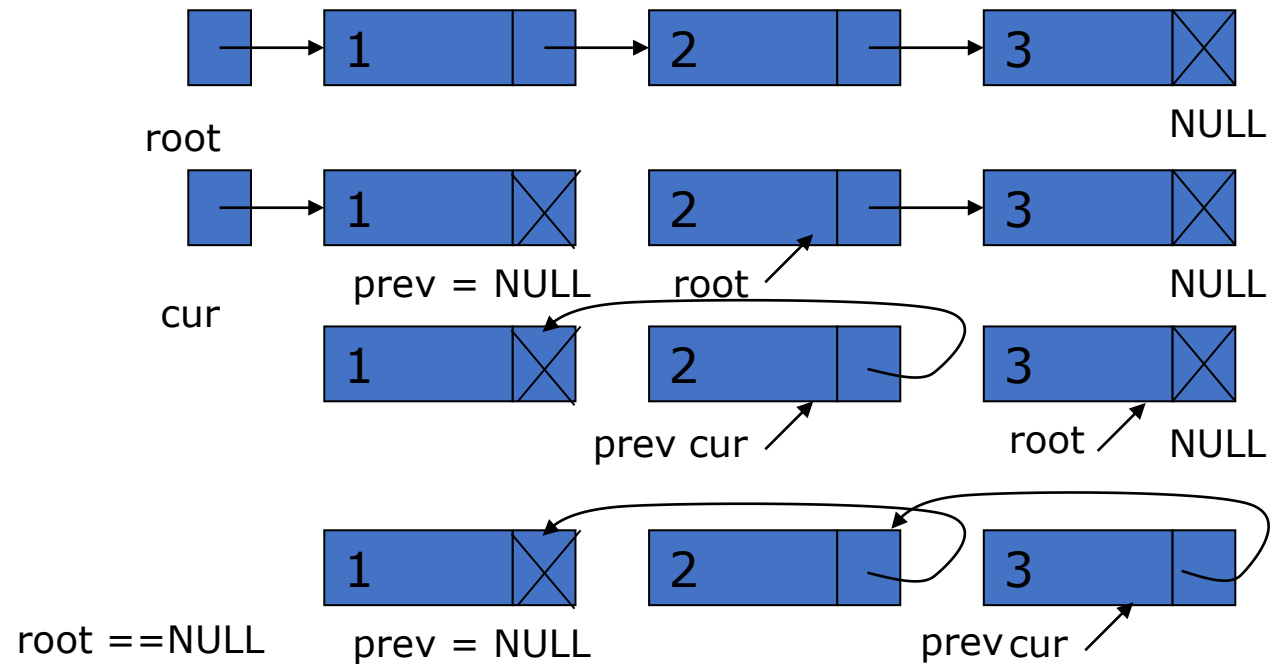 1 2 3
root NULL
1 2 3
prev = NULL root NULL
cur
1 2 3
prev cur root NULL
1 2 3
root ==NULL prev = NULL prev cur